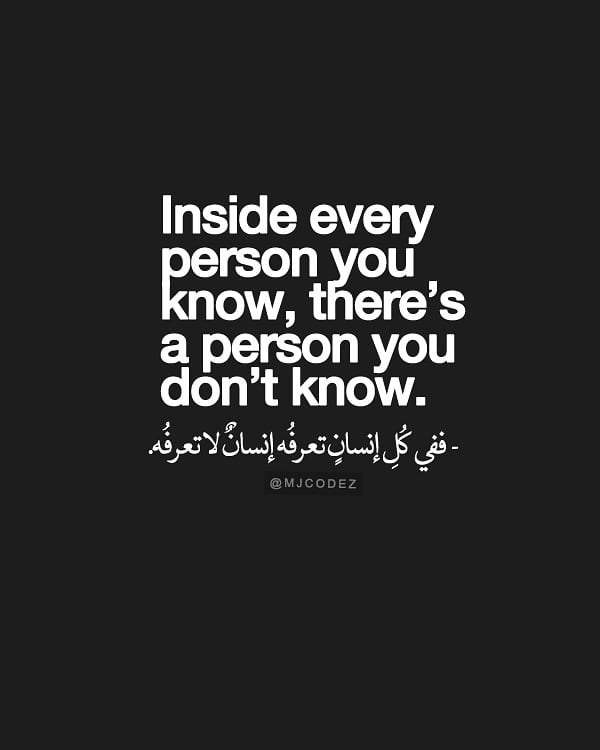 Inside every
person you
know, there's
a person you
don't know.
- ففي كُلِ إنسانٍ تعرفُه إنسانٌ لا تعرفُه.
@MJCODEZ